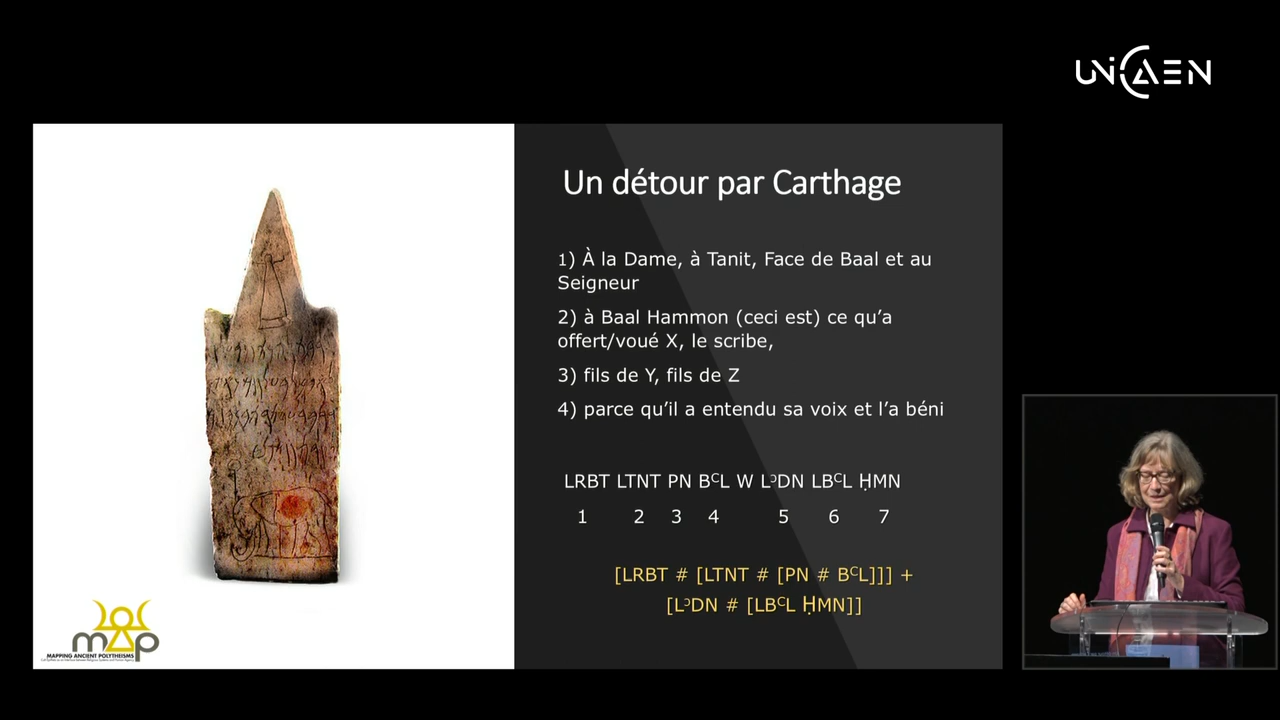 UNICAEN
Un détour par Carthage
1) À la Dame, à Tanit, Face de Baal et au
Seigneur
2) à Baal Hammon (ceci est) ce qu’a
offert/voué X, le scribe,
3) fils de Y, fils de Z
4) parce qu’il a entendu sa voix et l’a béni
LRBT LTNT PN BᶜL W LᵓDN LBᶜL ḤMN
1 2 3 4 5 6 7
[LRBT # [LTNT # [PN # BᶜL]]] +
[LᵓDN # [LBᶜL ḤMN]]
map
MAPPING ANCIENT POLYTHEISMS